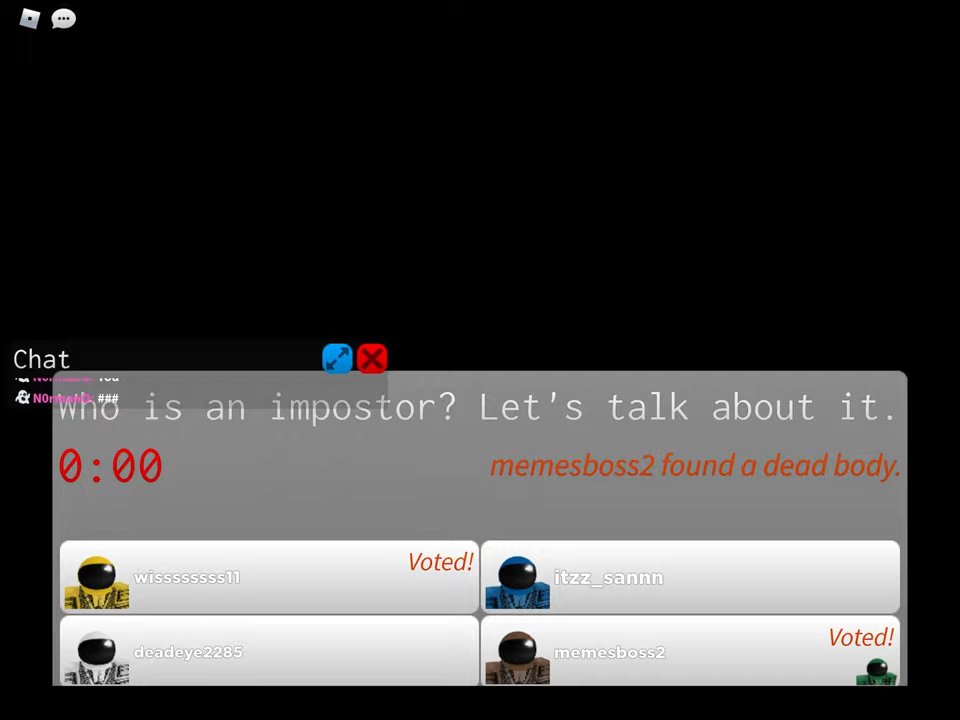 Chat
###
Who is an impostor? Let's talk about it.
0:00
memesboss2 found a dead body.
wissssssss11
Voted!
itzz_sannn
deadeye2285
memesboss2
Voted!